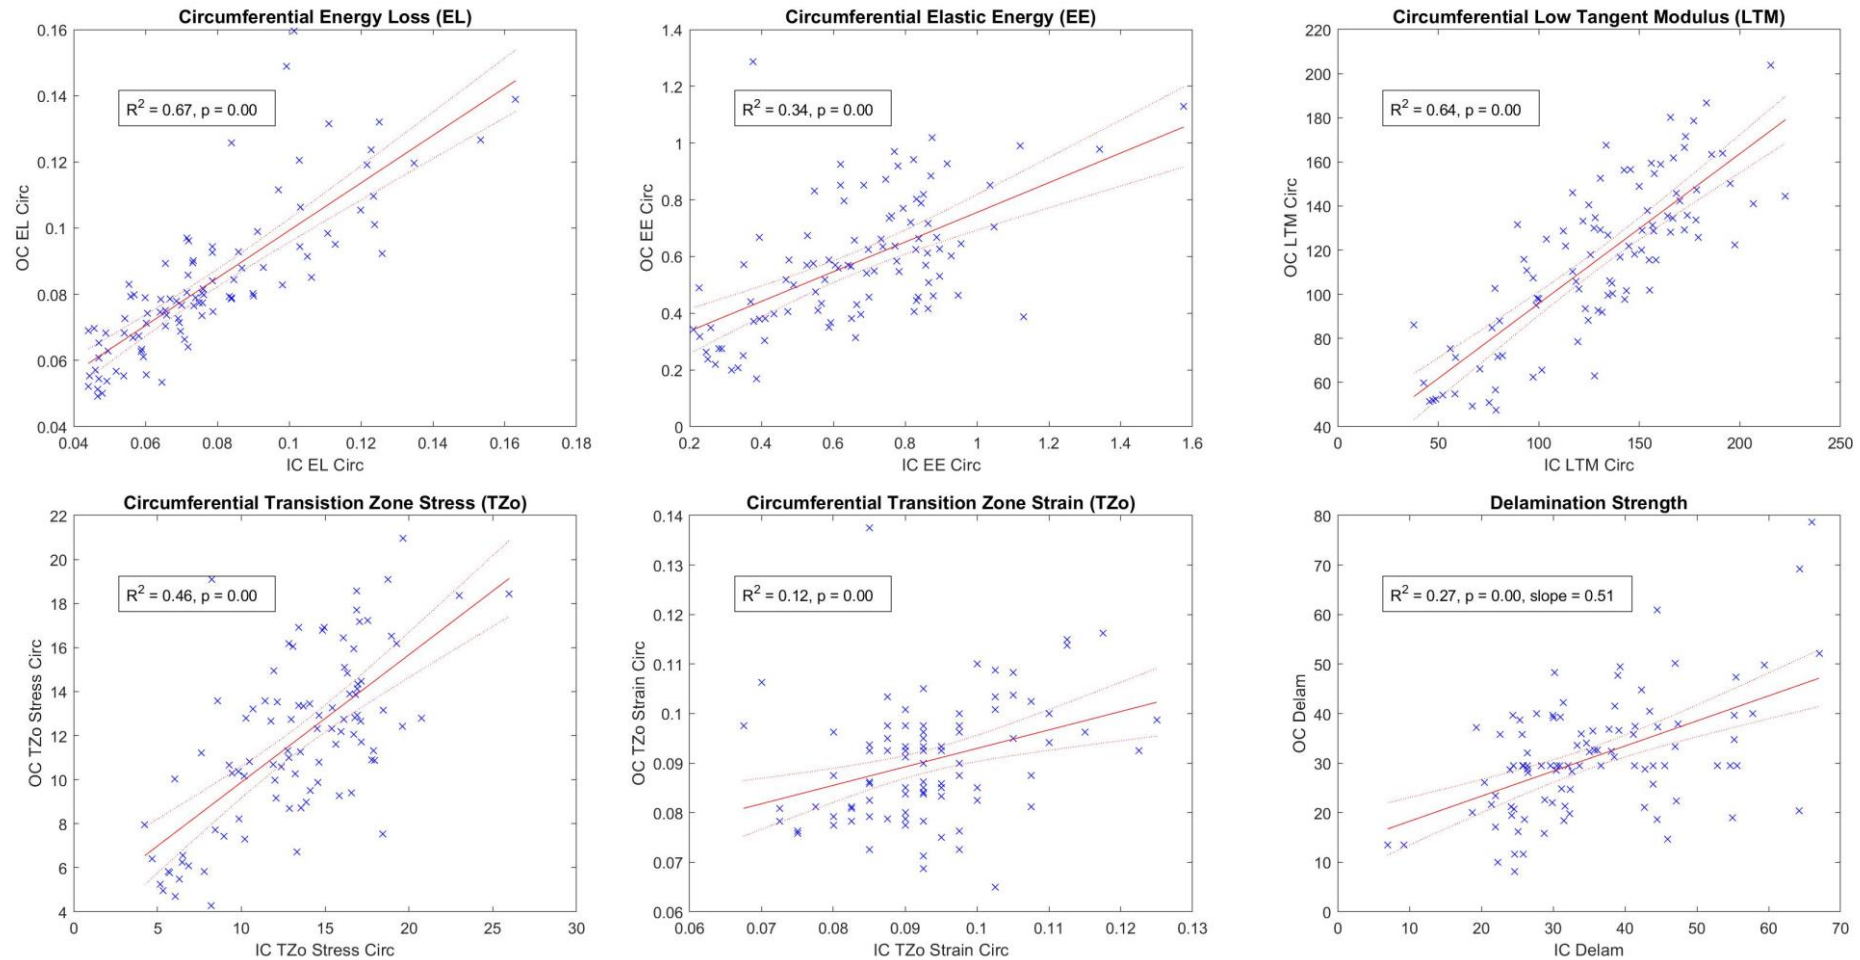 Circumferential Energy Loss (EL)
0.16
0.14
0.12
0.1
0.08
0.06
0.04
OC EL Circ
R² = 0.67, p = 0.00
0.04 0.06 0.08 0.1 0.12 0.14 0.16 0.18
IC EL Circ
Circumferential Elastic Energy (EE)
1.4
1.2
1
0.8
0.6
0.4
0.2
0
OC EE Circ
R² = 0.34, p = 0.00
0.2 0.4 0.6 0.8 1 1.2 1.4 1.6
IC EE Circ
Circumferential Low Tangent Modulus (LTM)
220
200
180
160
140
120
100
80
60
40
OC LTM Circ
R² = 0.64, p = 0.00
0 50 100 150 200 250
IC LTM Circ
Circumferential Transistion Zone Stress (TZo)
22
20
18
16
14
12
10
8
6
4
OC TZo Stress Circ
R² = 0.46, p = 0.00
0 5 10 15 20 25 30
IC TZo Stress Circ
Circumferential Transition Zone Strain (TZo)
0.14
0.13
0.12
0.11
0.1
0.09
0.08
0.07
0.06
OC TZo Strain Circ
R² = 0.12, p = 0.00
0.06 0.07 0.08 0.09 0.1 0.11 0.12 0.13
IC TZo Strain Circ
Delamination Strength
80
70
60
50
40
30
20
10
0
OC Delam
R² = 0.27, p = 0.00, slope = 0.51
0 10 20 30 40 50 60 70
IC Delam